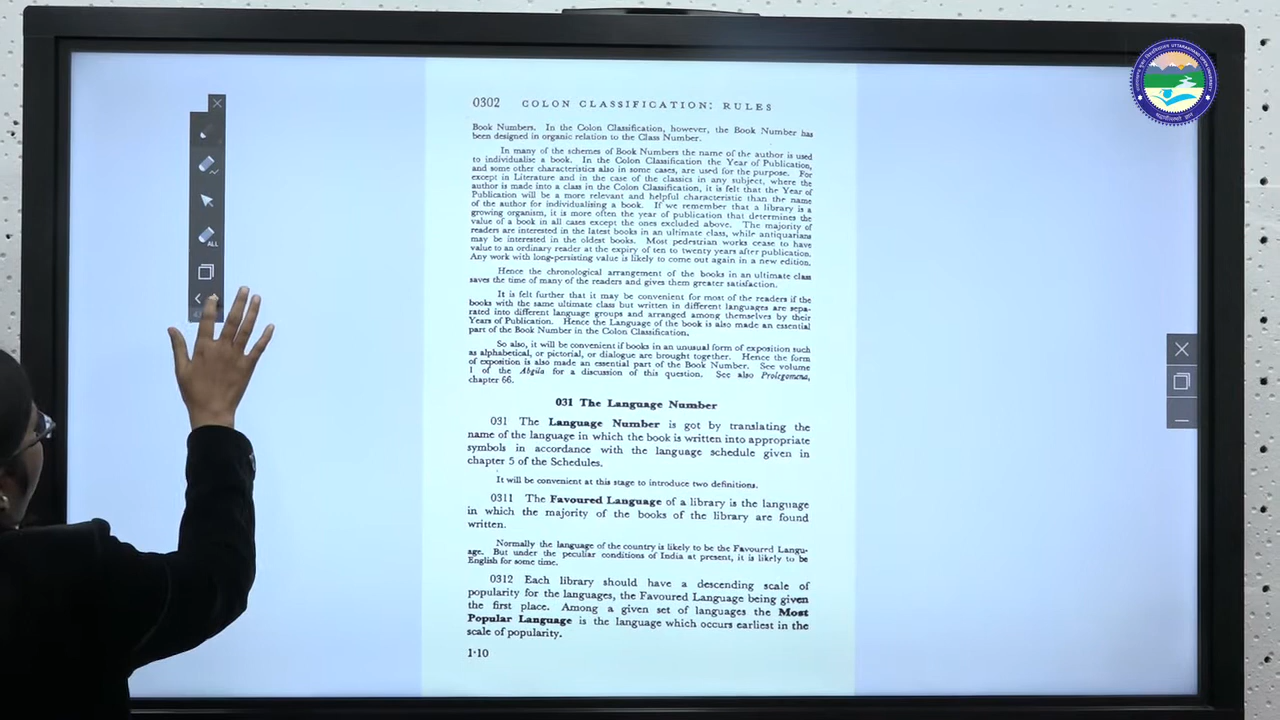 0302 COLON CLASSIFICATION: RULES
Book Numbers. In the Colon Classification, however, the Book Number has
been designed in organic relation to the Class Number.
In many of the schemes of Book Numbers the name of the author is used
to individualise a book. In the Colon Classification the Year of Publication,
and some other characteristics also in some cases, are used for the purpose. For
except in Literature and in the case of the classics in any subject, where the
author is made into a class in the Colon Classification, it is felt that the Year of
Publication will be a more relevant and helpful characteristic than the name
of the author for individualising a book. If we remember that a library is a
growing organism, it is more often the year of publication that determines the
value of a book in all cases except the ones excluded above. The majority of
readers are interested in the latest books in an ultimate class, while antiquarians
may be interested in the oldest books. Most pedestrian works cease to have
value to an ordinary reader at the expiry of ten to twenty years after publication.
Any work with long-persisting value is likely to come out again in a new edition.
Hence the chronological arrangement of the books in an ultimate class
saves the time of many of the readers and gives them greater satisfaction.
It is felt further that it may be convenient for most of the readers if the
books with the same ultimate class but written in different languages are sepa-
rated into different language groups and arranged among themselves by their
Years of Publication. Hence the Language of the book is also made an essential
part of the Book Number in the Colon Classification.
So also, it will be convenient if books in an unusual form of exposition such
as alphabetical, or pictorial, or dialogue are brought together. Hence the form
of exposition is also made an essential part of the Book Number. See volume
1 of the Abgila for a discussion of this question. See also Prolegomena,
chapter 66.
031 The Language Number
031 The Language Number is got by translating the
name of the language in which the book is written into appropriate
symbols in accordance with the language schedule given in
chapter 5 of the Schedules.
It will be convenient at this stage to introduce two definitions.
0311 The Favoured Language of a library is the language
in which the majority of the books of the library are found
written.
Normally the language of the country is likely to be the Favoured Langu-
age. But under the peculiar conditions of India at present, it is likely to be
English for some time.
0312 Each library should have a descending scale of
popularity for the languages, the Favoured Language being given
the first place. Among a given set of languages the Most
Popular Language is the language which occurs earliest in the
scale of popularity.
1·10
ALL